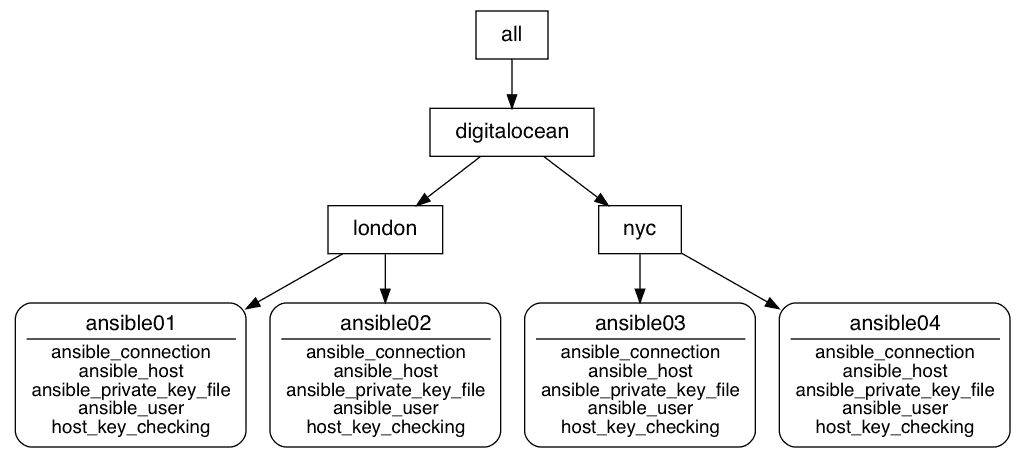 all
digitalocean
london
nyc
ansible01
ansible_connection
ansible_host
ansible_private_key_file
ansible_user
host_key_checking
ansible02
ansible_connection
ansible_host
ansible_private_key_file
ansible_user
host_key_checking
ansible03
ansible_connection
ansible_host
ansible_private_key_file
ansible_user
host_key_checking
ansible04
ansible_connection
ansible_host
ansible_private_key_file
ansible_user
host_key_checking